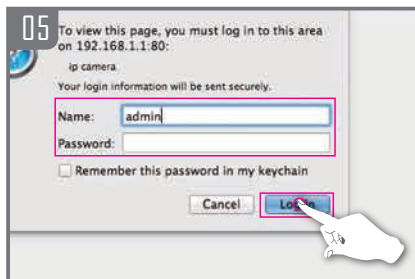 05
To view this page, you must log in to this area
on 192.168.1.1:80:
ip camera
Your login information will be sent securely.
Name: admin
Password:
Remember this password in my keychain
Cancel